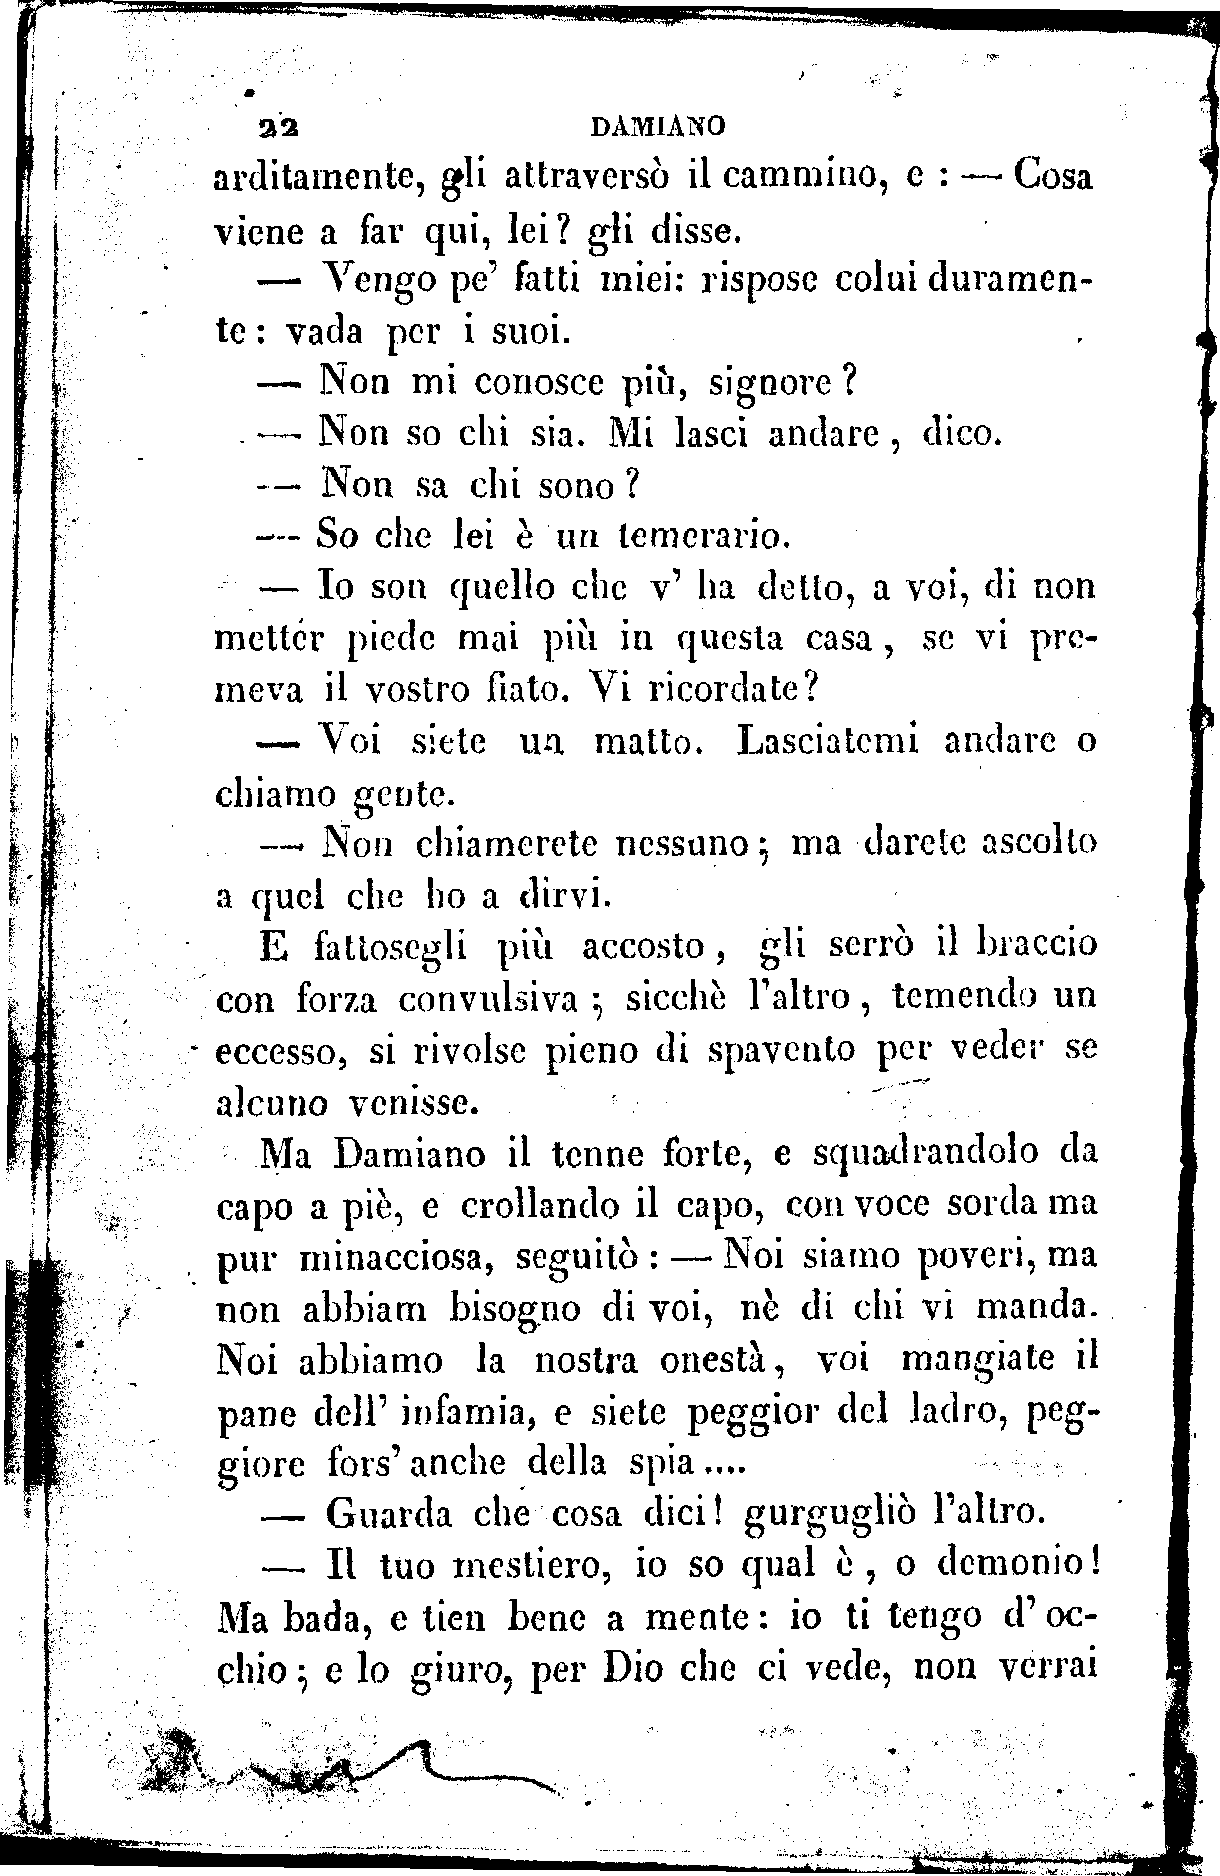 22 DAMIANO
arditamente, gli attraversò il cammino, e : — Cosa
viene a far qui, lei? gli disse.
— Vengo pe' fatti miei: rispose colui duramen-
te : vada per i suoi.
— Non mi conosce più, signore ?
— Non so chi sia. Mi lasci andare , dico.
— Non sa chi sono ?
— So che lei è un temerario.
— Io son quello che v' ha detto, a voi, di non
metter piede mai più in questa casa , se vi pre-
meva il vostro fiato. Vi ricordate?
— Voi siete un matto. Lasciatemi andare o
chiamo gente.
— Non chiamerete nessuno ; ma darete ascolto
a quel che ho a dirvi.
E fattosegli più accosto , gli serrò il braccio
con forza convulsiva ; sicchè l'altro , temendo un
eccesso, si rivolse pieno di spavento per veder se
alcuno venisse.
Ma Damiano il tenne forte, e squadrandolo da
capo a piè, e crollando il capo, con voce sorda ma
pur minacciosa, seguitò : — Noi siamo poveri, ma
non abbiam bisogno di voi, nè di chi vi manda.
Noi abbiamo la nostra onestà , voi mangiate il
pane dell' infamia, e siete peggior del ladro, peg-
giore fors' anche della spia ....
— Guarda che cosa dici! gurgugliò l'altro.
— Il tuo mestiero, io so qual è , o demonio!
Ma bada, e tien bene a mente : io ti tengo d' oc-
chio ; e lo giuro, per Dio che ci vede, non verrai